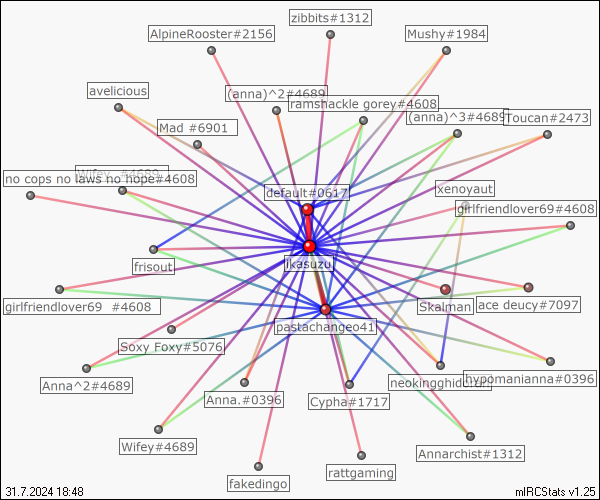 zibbits#1312
AlpineRooster#2156
Mushy#1984
avelicious
(anna)^2#4689
ramshackle gorey#4608
(anna)^3#4689
Toucan#2473
Mad #6901
Wifey #4689
no cops no laws no hope#4608
default#0617
xenoyaut
girlfriendlover69#4608
frisout
ikasuzu
girlfriendlover69 #4608
Skalman
ace deucy#7097
pastachangeo41
Soxy Foxy#5076
Anna^2#4689
hypomanianna#0396
Anna.#0396
Cypha#1717
Wifey#4689
Annarchist#1312
rattgaming
fakedingo
31.7.2024 18:48
mIRCStats v1.25